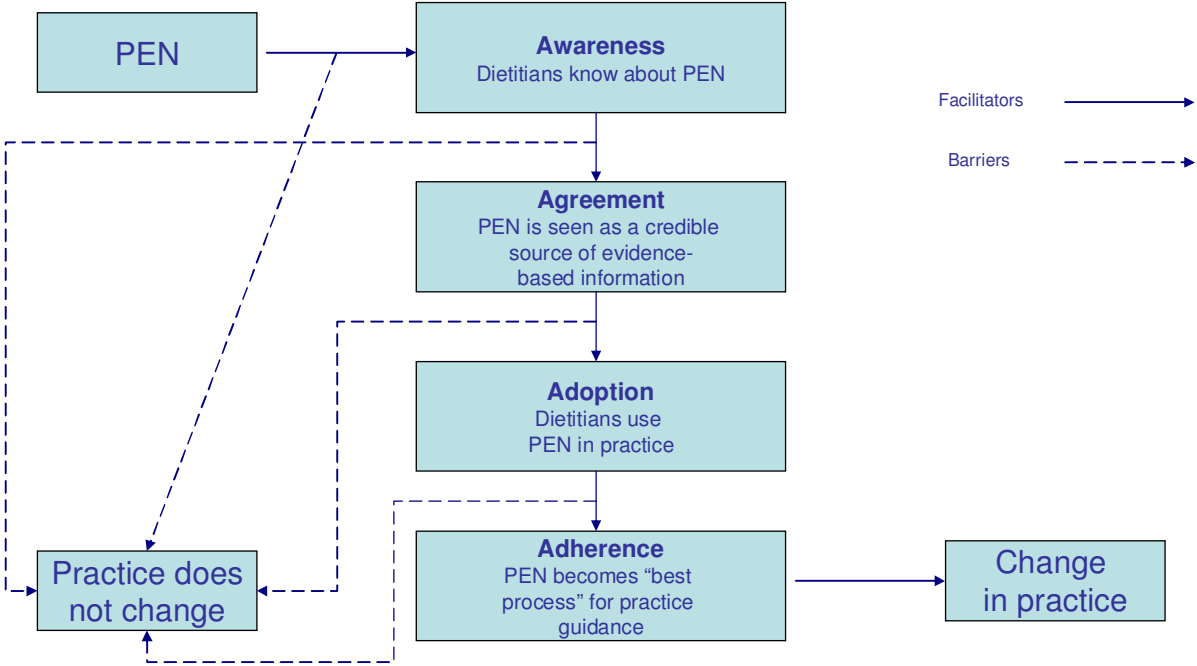 PEN
Awareness
Dietitians know about PEN
Facilitators
Barriers
Agreement
PEN is seen as a credible
source of evidence-
based information
Adoption
Dietitians use
PEN in practice
Adherence
PEN becomes “best
process” for practice
guidance
Practice does
not change
Change
in practice